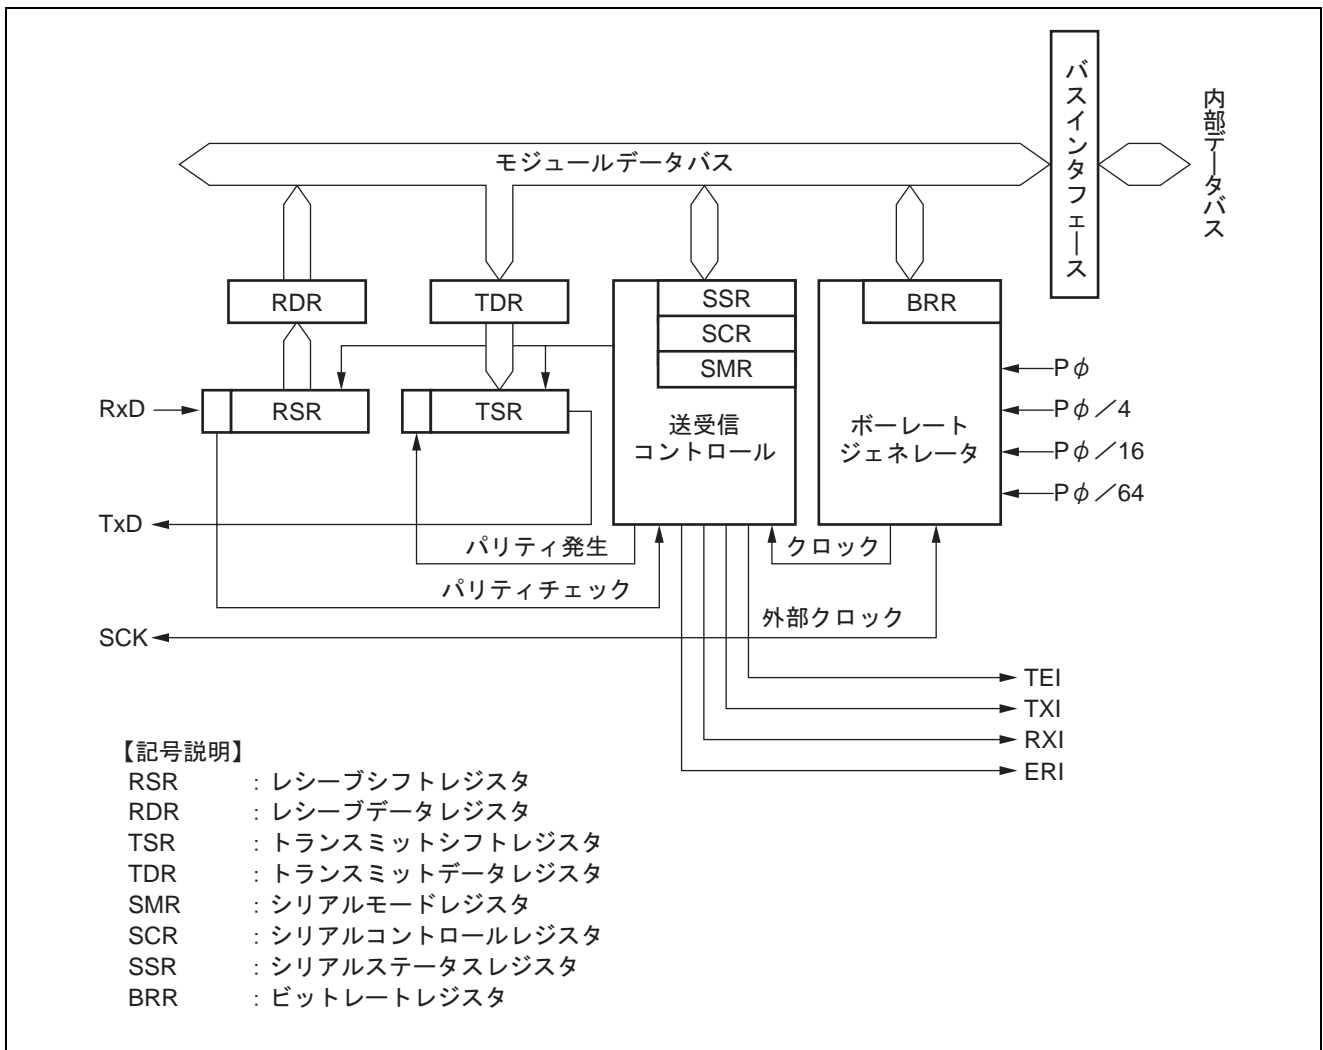 バスインタフェース
内部データバス
モジュールデータバス
RDR
TDR
SSR
BRR
SCR
SMR
Pφ
RxD
RSR
TSR
送受信
コントロール
ボーレート
ジェネレータ
Pφ／4
Pφ／16
Pφ／64
TxD
パリティ発生
クロック
パリティチェック
外部クロック
SCK
TEI
TXI
RXI
ERI
【記号説明】
RSR : レシーブシフトレジスタ
RDR : レシーブデータレジスタ
TSR : トランスミットシフトレジスタ
TDR : トランスミットデータレジスタ
SMR : シリアルモードレジスタ
SCR : シリアルコントロールレジスタ
SSR : シリアルステータスレジスタ
BRR : ビットレートレジスタ